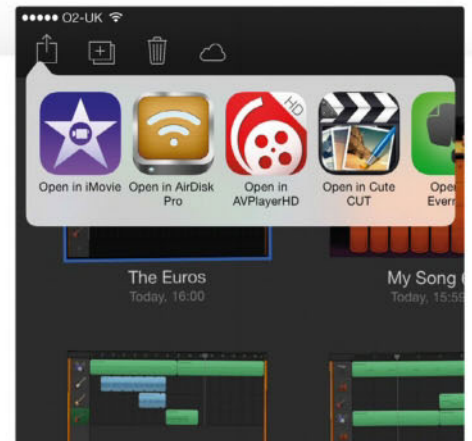 O2-UK
HD
Open in iMovie
Open in AirDisk
Pro
Open in
AVPlayerHD
Open in Cute
CUT
The Euros
Today, 16:00
My Song
Today, 15:59